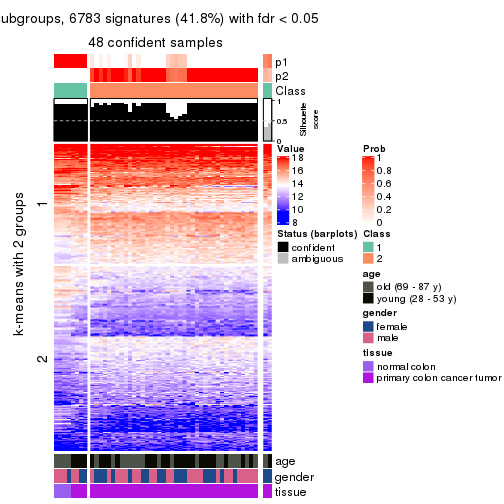 ubgroups, 6783 signatures (41.8%) with fdr < 0.05
48 confident samples
p1
p2
Class
1
0.5
0
Silhouette
score
k-means with 2 groups
1
2
Value
18
16
14
12
10
8
Prob
1
0.8
0.6
0.4
0.2
0
Status (barplots)
confident
ambiguous
Class
1
2
age
old (69 - 87 y)
young (28 - 53 y)
gender
female
male
tissue
normal colon
primary colon cancer tumor
age
gender
tissue